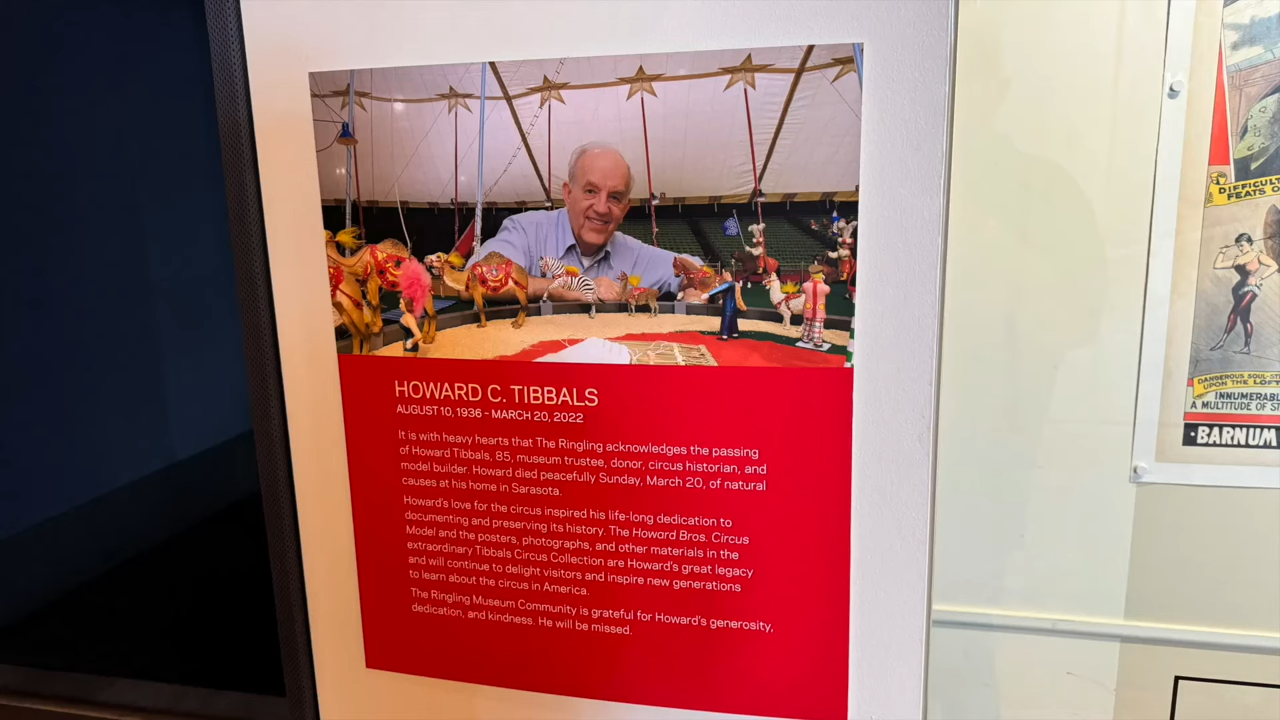 HOWARD C. TIBBALS
AUGUST 10, 1936 - MARCH 20, 2022
It is with heavy hearts that The Ringling acknowledges the passing
of Howard Tibbals, 85, museum trustee, donor, circus historian, and
model builder. Howard died peacefully Sunday, March 20, of natural
causes at his home in Sarasota.
Howard's love for the circus inspired his life-long dedication to
documenting and preserving its history. The Howard Bros. Circus
Model and the posters, photographs, and other materials in the
extraordinary Tibbals Circus Collection are Howard's great legacy
and will continue to delight visitors and inspire new generations
to learn about the circus in America.
The Ringling Museum Community is grateful for Howard's generosity,
dedication, and kindness. He will be missed.
DIFFICULT
FEATS O
DANGEROUS SOUL-ST
UPON THE LOFT
INNUMERABL
A MULTITUDE OF S
·BARNUM